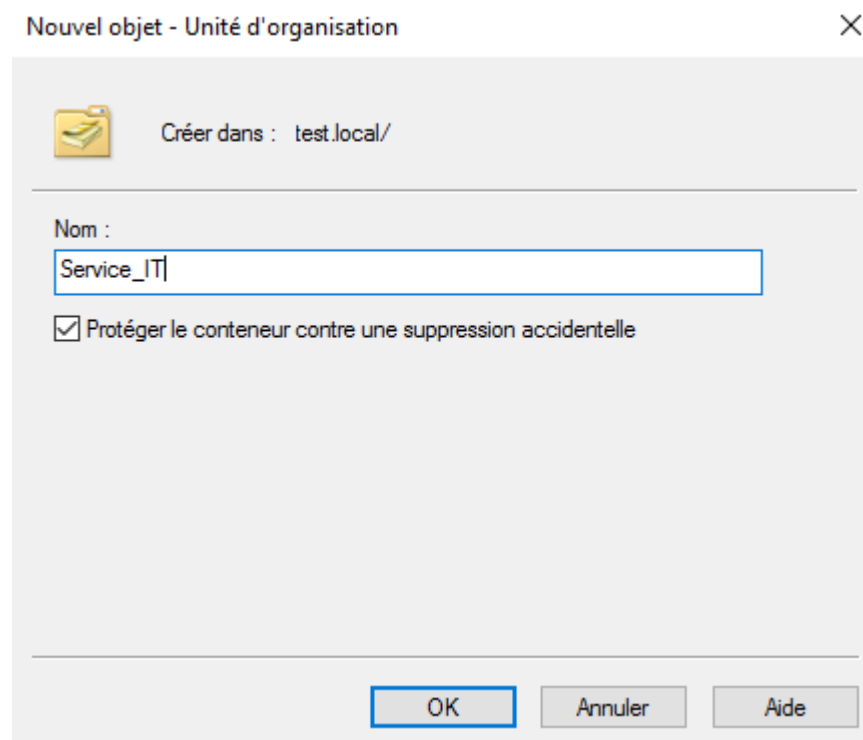 Nouvel objet - Unité d'organisation
Créer dans : test.local/
Nom :
Service_IT
Protéger le conteneur contre une suppression accidentelle
OK Annuler Aide